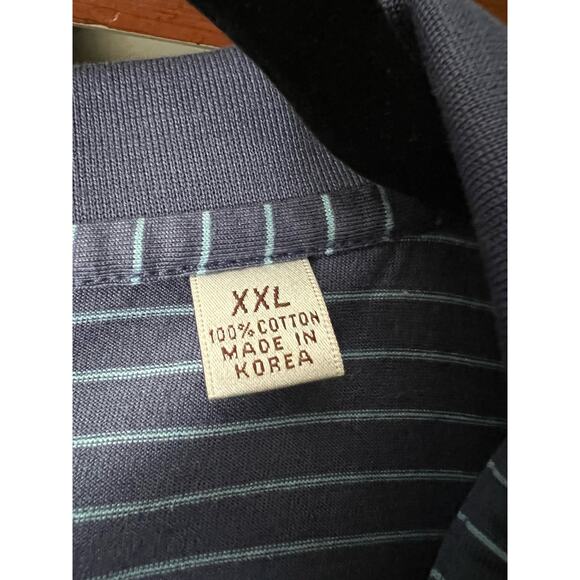 XXL
100% COTTON
MADE IN
KOREA